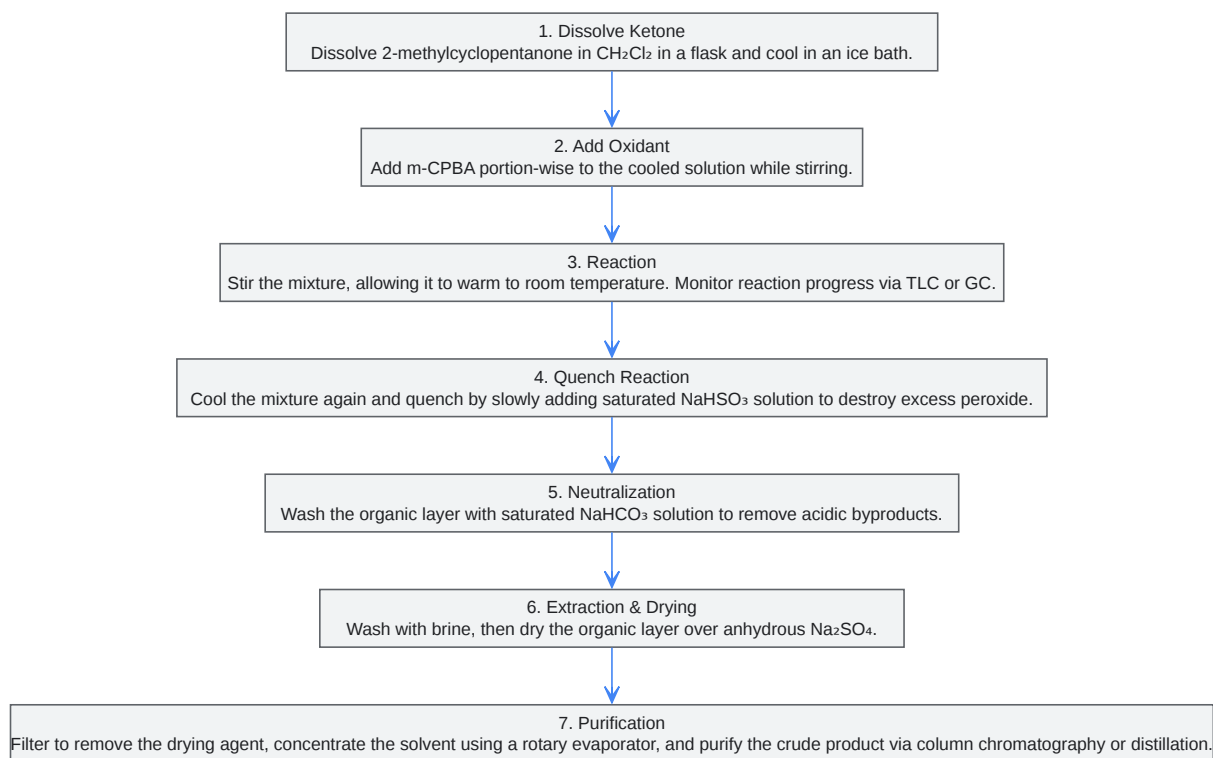 1. Dissolve Ketone
Dissolve 2-methylcyclopentanone in CH₂Cl₂ in a flask and cool in an ice bath.
2. Add Oxidant
Add m-CPBA portion-wise to the cooled solution while stirring.
3. Reaction
Stir the mixture, allowing it to warm to room temperature. Monitor reaction progress via TLC or GC.
4. Quench Reaction
Cool the mixture again and quench by slowly adding saturated NaHSO₃ solution to destroy excess peroxide.
5. Neutralization
Wash the organic layer with saturated NaHCO₃ solution to remove acidic byproducts.
6. Extraction & Drying
Wash with brine, then dry the organic layer over anhydrous Na₂SO₄.
7. Purification
Filter to remove the drying agent, concentrate the solvent using a rotary evaporator, and purify the crude product via column chromatography or distillation.